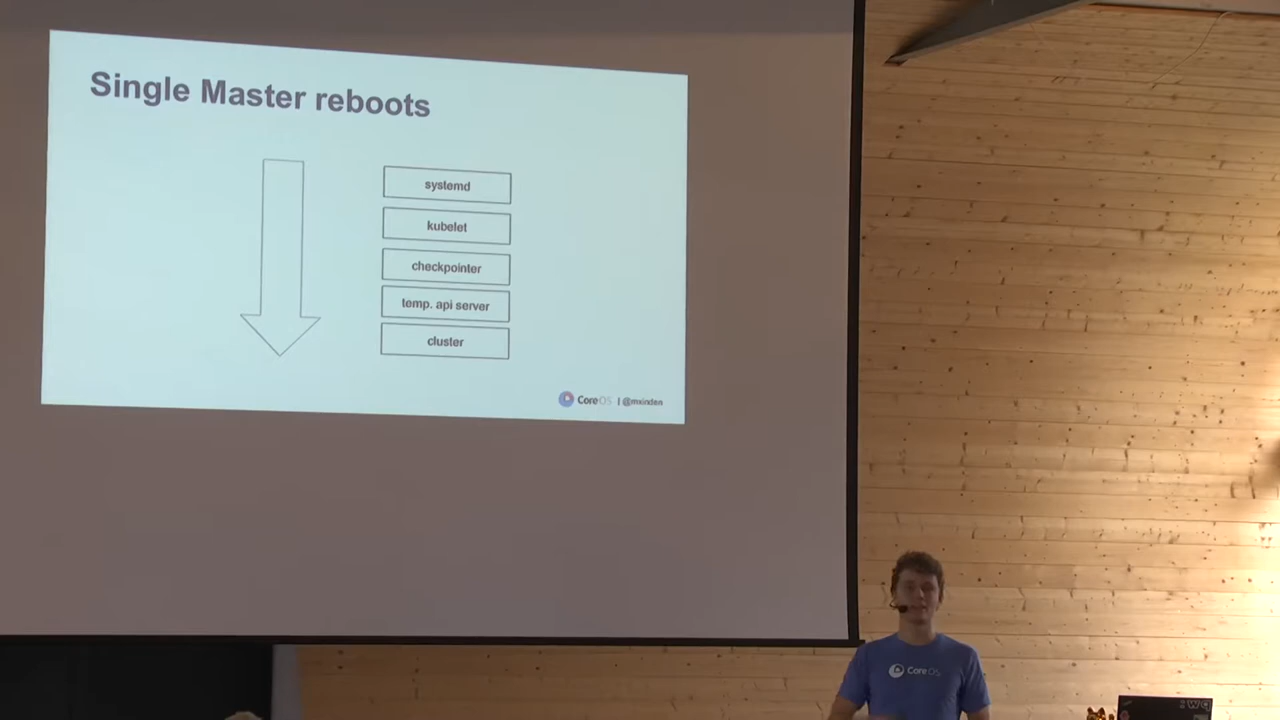 Single Master reboots
systemd
kubelet
checkpointer
temp. api server
cluster
CoreOS | @mxinden
CoreOS